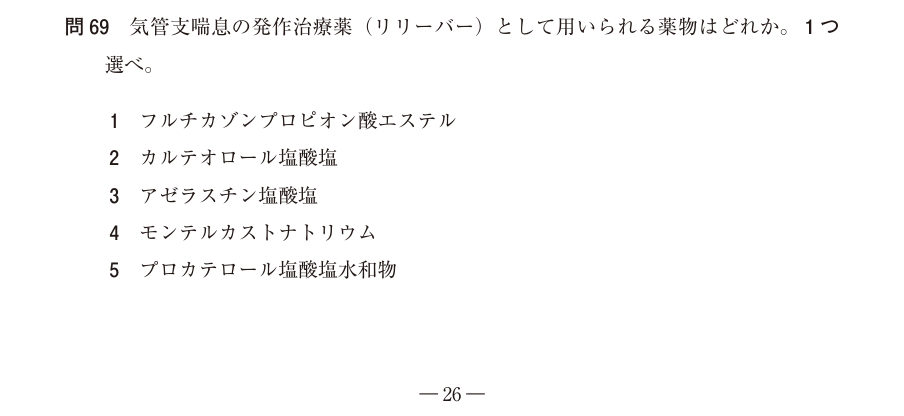 問69　気管支喘息の発作治療薬（リリーバー）として用いられる薬物はどれか。1つ
選べ。
1　フルチカゾンプロピオン酸エステル
2　カルテオロール塩酸塩
3　アゼラスチン塩酸塩
4　モンテルカストナトリウム
5　プロカテロール塩酸塩水和物
― 26 ―